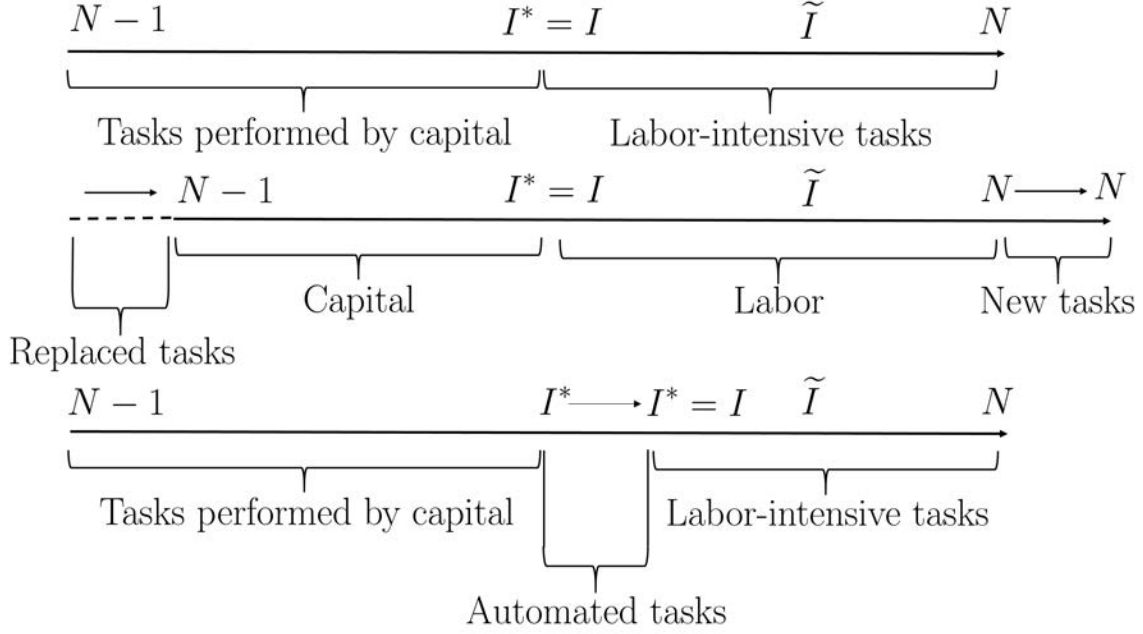 N − 1 I* = I Ĩ N
Tasks performed by capital Labor-intensive tasks
N − 1 I* = I Ĩ N N
Capital Labor New tasks
Replaced tasks
N − 1 I* I* = I Ĩ N
Tasks performed by capital Labor-intensive tasks
Automated tasks